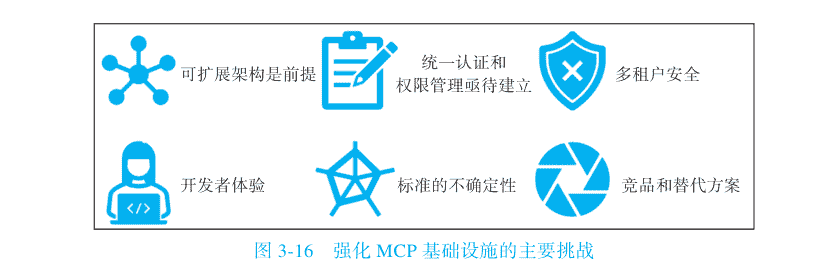 可扩展架构是前提
统一认证和
权限管理亟待建立
多租户安全
开发者体验
</>
标准的不确定性
竞品和替代方案
图 3-16 强化 MCP 基础设施的主要挑战